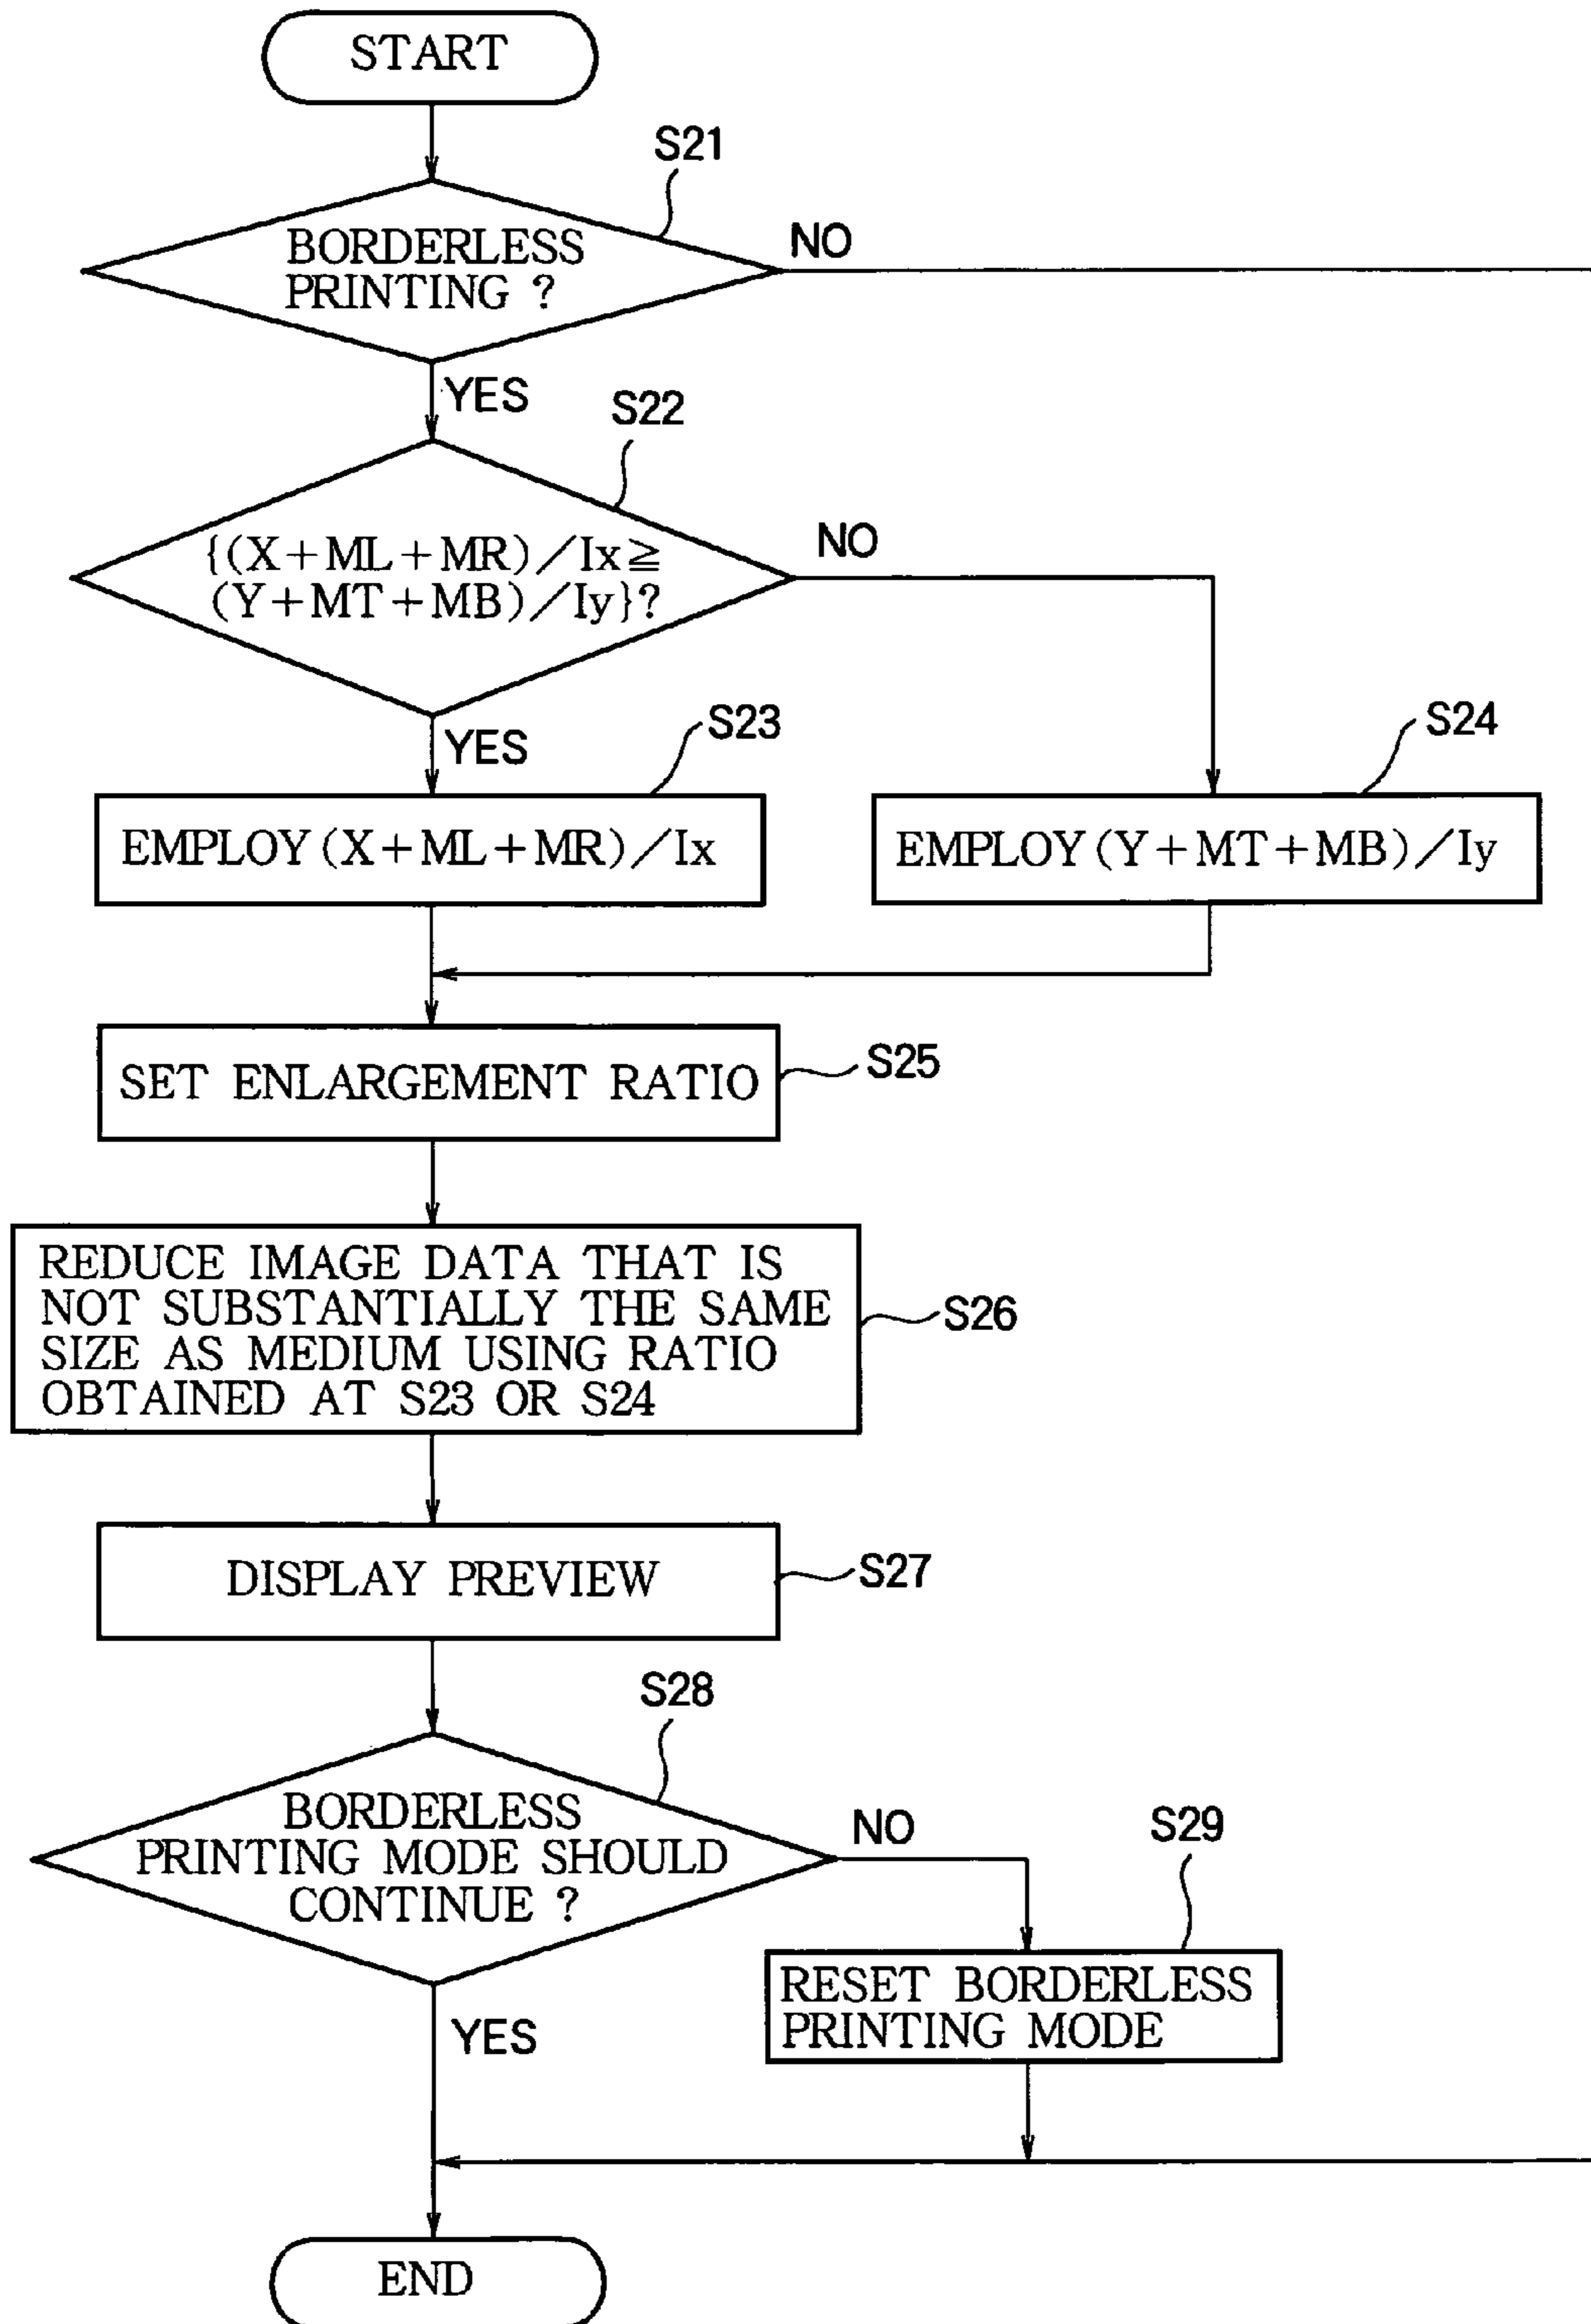 START
S21
BORDERLESS
PRINTING ?
NO
YES
S22
{(X+ML+MR)/Ix≧
(Y+MT+MB)/Iy}?
NO
YES
S23
S24
EMPLOY(X+ML+MR)/Ix
EMPLOY(Y+MT+MB)/Iy
SET ENLARGEMENT RATIO
S25
REDUCE IMAGE DATA THAT IS
NOT SUBSTANTIALLY THE SAME
SIZE AS MEDIUM USING RATIO
OBTAINED AT S23 OR S24
S26
DISPLAY PREVIEW
S27
S28
BORDERLESS
PRINTING MODE SHOULD
CONTINUE ?
NO
S29
YES
RESET BORDERLESS
PRINTING MODE
END